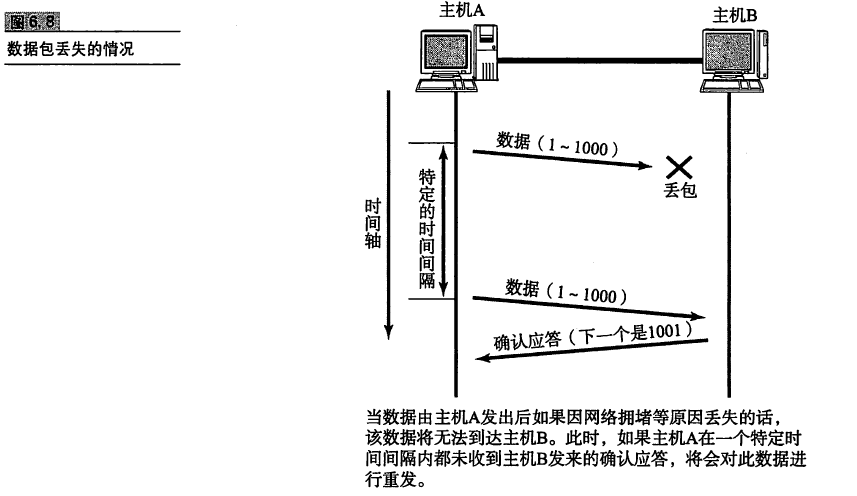 图6.8
数据包丢失的情况
主机A
主机B
数据（1～1000）
丢包
特定的时间间隔
时间轴
数据（1～1000）
确认应答（下一个是1001）
当数据由主机A发出后如果因网络拥堵等原因丢失的话，
该数据将无法到达主机B。此时，如果主机A在一个特定时
间间隔内都未收到主机B发来的确认应答，将会对此数据进
行重发。